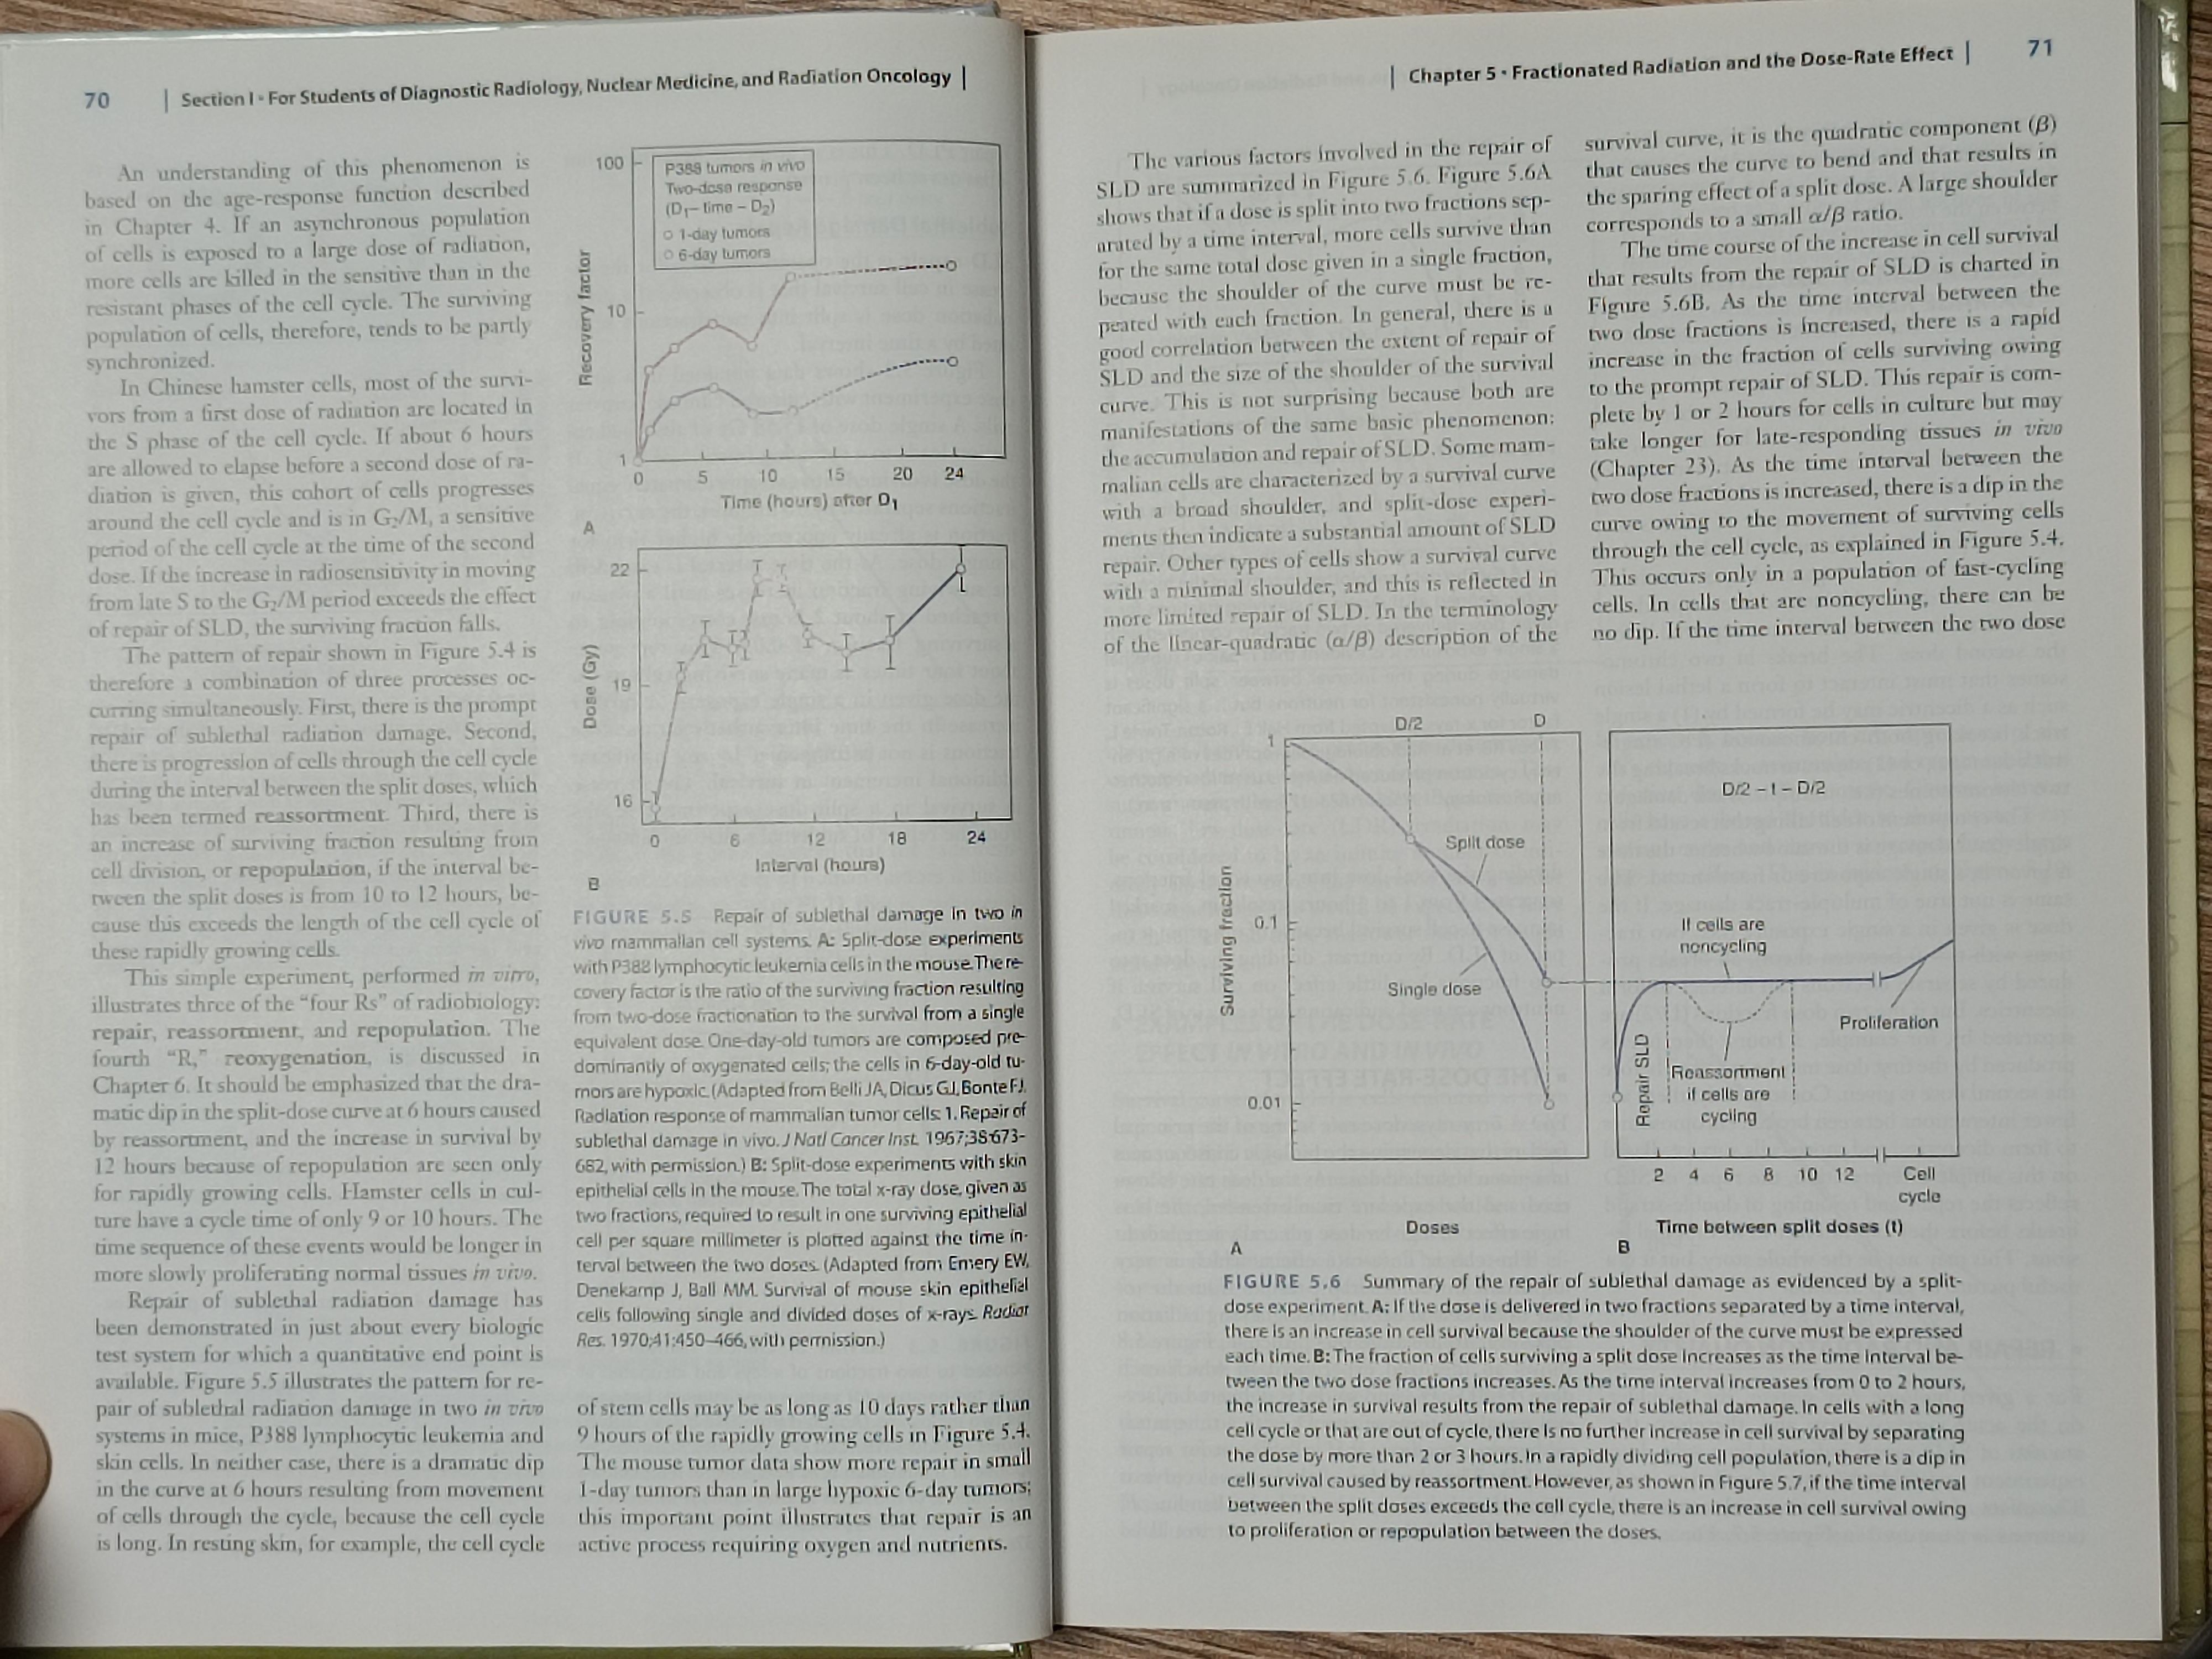 70 | Section I • For Students of Diagnostic Radiology, Nuclear Medicine, and Radiation Oncology |
An understanding of this phenomenon is
based on the age-response function described
in Chapter 4. If an asynchronous population
of cells is exposed to a large dose of radiation,
more cells are killed in the sensitive than in the
resistant phases of the cell cycle. The surviving
population of cells, therefore, tends to be partly
synchronized.
In Chinese hamster cells, most of the survi-
vors from a first dose of radiation are located in
the S phase of the cell cycle. If about 6 hours
are allowed to elapse before a second dose of ra-
diation is given, this cohort of cells progresses
around the cell cycle and is in G₂/M, a sensitive
period of the cell cycle at the time of the second
dose. If the increase in radiosensitivity in moving
from late S to the G₂/M period exceeds the effect
of repair of SLD, the surviving fraction falls.
The pattern of repair shown in Figure 5.4 is
therefore a combination of three processes oc-
curring simultaneously. First, there is the prompt
repair of sublethal radiation damage. Second,
there is progression of cells through the cell cycle
during the interval between the split doses, which
has been termed reassortment. Third, there is
an increase of surviving fraction resulting from
cell division, or repopulation, if the interval be-
tween the split doses is from 10 to 12 hours, be-
cause this exceeds the length of the cell cycle of
these rapidly growing cells.
This simple experiment, performed in vitro,
illustrates three of the “four Rs” of radiobiology:
repair, reassortment, and repopulation. The
fourth “R,” reoxygenation, is discussed in
Chapter 6. It should be emphasized that the dra-
matic dip in the split-dose curve at 6 hours caused
by reassortment, and the increase in survival by
12 hours because of repopulation are seen only
for rapidly growing cells. Hamster cells in cul-
ture have a cycle time of only 9 or 10 hours. The
time sequence of these events would be longer in
more slowly proliferating normal tissues in vivo.
Repair of sublethal radiation damage has
been demonstrated in just about every biologic
test system for which a quantitative end point is
available. Figure 5.5 illustrates the pattern for re-
pair of sublethal radiation damage in two in vivo
systems in mice, P388 lymphocytic leukemia and
skin cells. In neither case, there is a dramatic dip
in the curve at 6 hours resulting from movement
of cells through the cycle, because the cell cycle
is long. In resting skin, for example, the cell cycle
100
10
1
Recovery factor
P388 tumors in vivo
Two-dose response
(D₁– time – D₂)
○ 1-day tumors
○ 6-day tumors
0 5 10 15 20 24
Time (hours) after D₁
A
22
19
16
Dose (Gy)
0 6 12 18 24
Interval (hours)
B
FIGURE 5.5 Repair of sublethal damage in two in
vivo mammalian cell systems. A: Split-dose experiments
with P388 lymphocytic leukemia cells in the mouse. The re-
covery factor is the ratio of the surviving fraction resulting
from two-dose fractionation to the survival from a single
equivalent dose. One-day-old tumors are composed pre-
dominantly of oxygenated cells; the cells in 6-day-old tu-
mors are hypoxic. (Adapted from Belli JA, Dicus GJ, Bonte FJ.
Radiation response of mammalian tumor cells: 1. Repair of
sublethal damage in vivo. J Natl Cancer Inst. 1967;38:673–
682, with permission.) B: Split-dose experiments with skin
epithelial cells in the mouse. The total x-ray dose, given as
two fractions, required to result in one surviving epithelial
cell per square millimeter is plotted against the time in-
terval between the two doses. (Adapted from Emery EW,
Denekamp J, Ball MM. Survival of mouse skin epithelial
cells following single and divided doses of x-rays. Radiat
Res. 1970;41:450–466, with permission.)
of stem cells may be as long as 10 days rather than
9 hours of the rapidly growing cells in Figure 5.4.
The mouse tumor data show more repair in small
1-day tumors than in large hypoxic 6-day tumors;
this important point illustrates that repair is an
active process requiring oxygen and nutrients.
| Chapter 5 • Fractionated Radiation and the Dose-Rate Effect | 71
The various factors involved in the repair of
SLD are summarized in Figure 5.6. Figure 5.6A
shows that if a dose is split into two fractions sep-
arated by a time interval, more cells survive than
for the same total dose given in a single fraction,
because the shoulder of the curve must be re-
peated with each fraction. In general, there is a
good correlation between the extent of repair of
SLD and the size of the shoulder of the survival
curve. This is not surprising because both are
manifestations of the same basic phenomenon:
the accumulation and repair of SLD. Some mam-
malian cells are characterized by a survival curve
with a broad shoulder, and split-dose experi-
ments then indicate a substantial amount of SLD
repair. Other types of cells show a survival curve
with a minimal shoulder, and this is reflected in
more limited repair of SLD. In the terminology
of the linear-quadratic (α/β) description of the
survival curve, it is the quadratic component (β)
that causes the curve to bend and that results in
the sparing effect of a split dose. A large shoulder
corresponds to a small α/β ratio.
The time course of the increase in cell survival
that results from the repair of SLD is charted in
Figure 5.6B. As the time interval between the
two dose fractions is increased, there is a rapid
increase in the fraction of cells surviving owing
to the prompt repair of SLD. This repair is com-
plete by 1 or 2 hours for cells in culture but may
take longer for late-responding tissues in vivo
(Chapter 23). As the time interval between the
two dose fractions is increased, there is a dip in the
curve owing to the movement of surviving cells
through the cell cycle, as explained in Figure 5.4.
This occurs only in a population of fast-cycling
cells. In cells that are noncycling, there can be
no dip. If the time interval between the two dose
D/2 D
1
0.1
0.01
Surviving fraction
Split dose
Single dose
Doses
A
D/2 – t – D/2
If cells are
noncycling
Proliferation
Repair SLD
Reassortment
if cells are
cycling
2 4 6 8 10 12 Cell
cycle
Time between split doses (t)
B
FIGURE 5.6 Summary of the repair of sublethal damage as evidenced by a split-
dose experiment. A: If the dose is delivered in two fractions separated by a time interval,
there is an increase in cell survival because the shoulder of the curve must be expressed
each time. B: The fraction of cells surviving a split dose increases as the time interval be-
tween the two dose fractions increases. As the time interval increases from 0 to 2 hours,
the increase in survival results from the repair of sublethal damage. In cells with a long
cell cycle or that are out of cycle, there is no further increase in cell survival by separating
the dose by more than 2 or 3 hours. In a rapidly dividing cell population, there is a dip in
cell survival caused by reassortment. However, as shown in Figure 5.7, if the time interval
between the split doses exceeds the cell cycle, there is an increase in cell survival owing
to proliferation or repopulation between the doses.